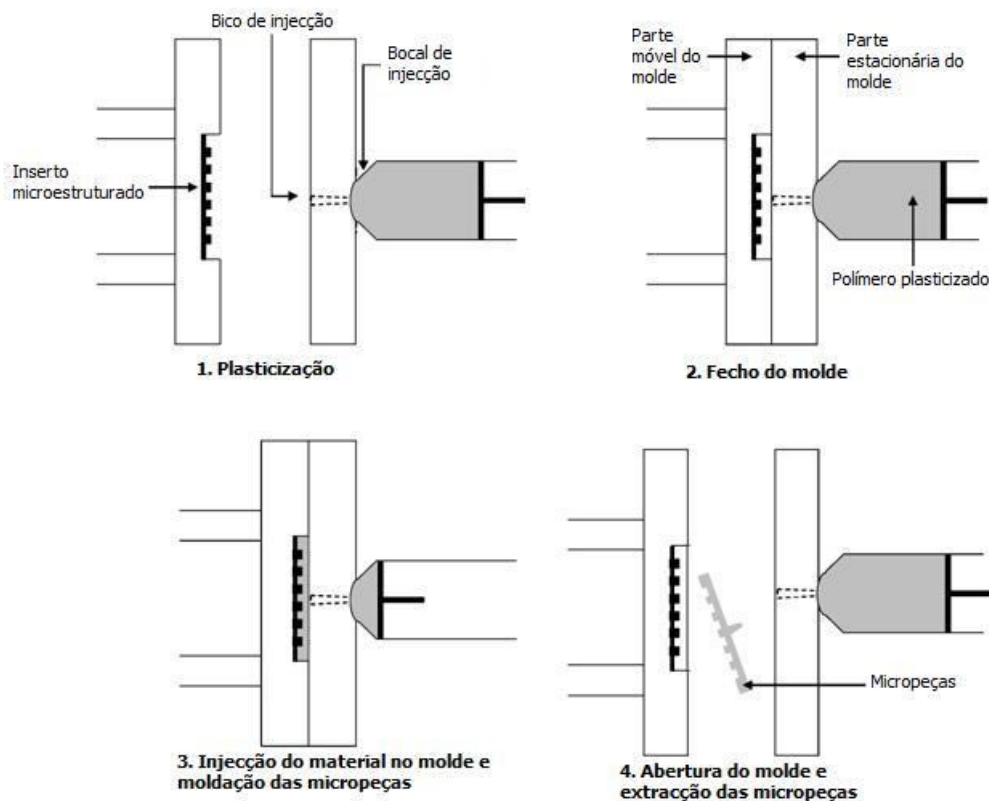 Bico de injecção
Bocal de
injecção
Inserto
microestruturado
1. Plasticização
Parte
móvel do
molde
Parte
estacionária do
molde
Polímero plasticizado
2. Fecho do molde
3. Injecção do material no molde e
moldação das micropeças
Micropeças
4. Abertura do molde e
extracção das micropeças